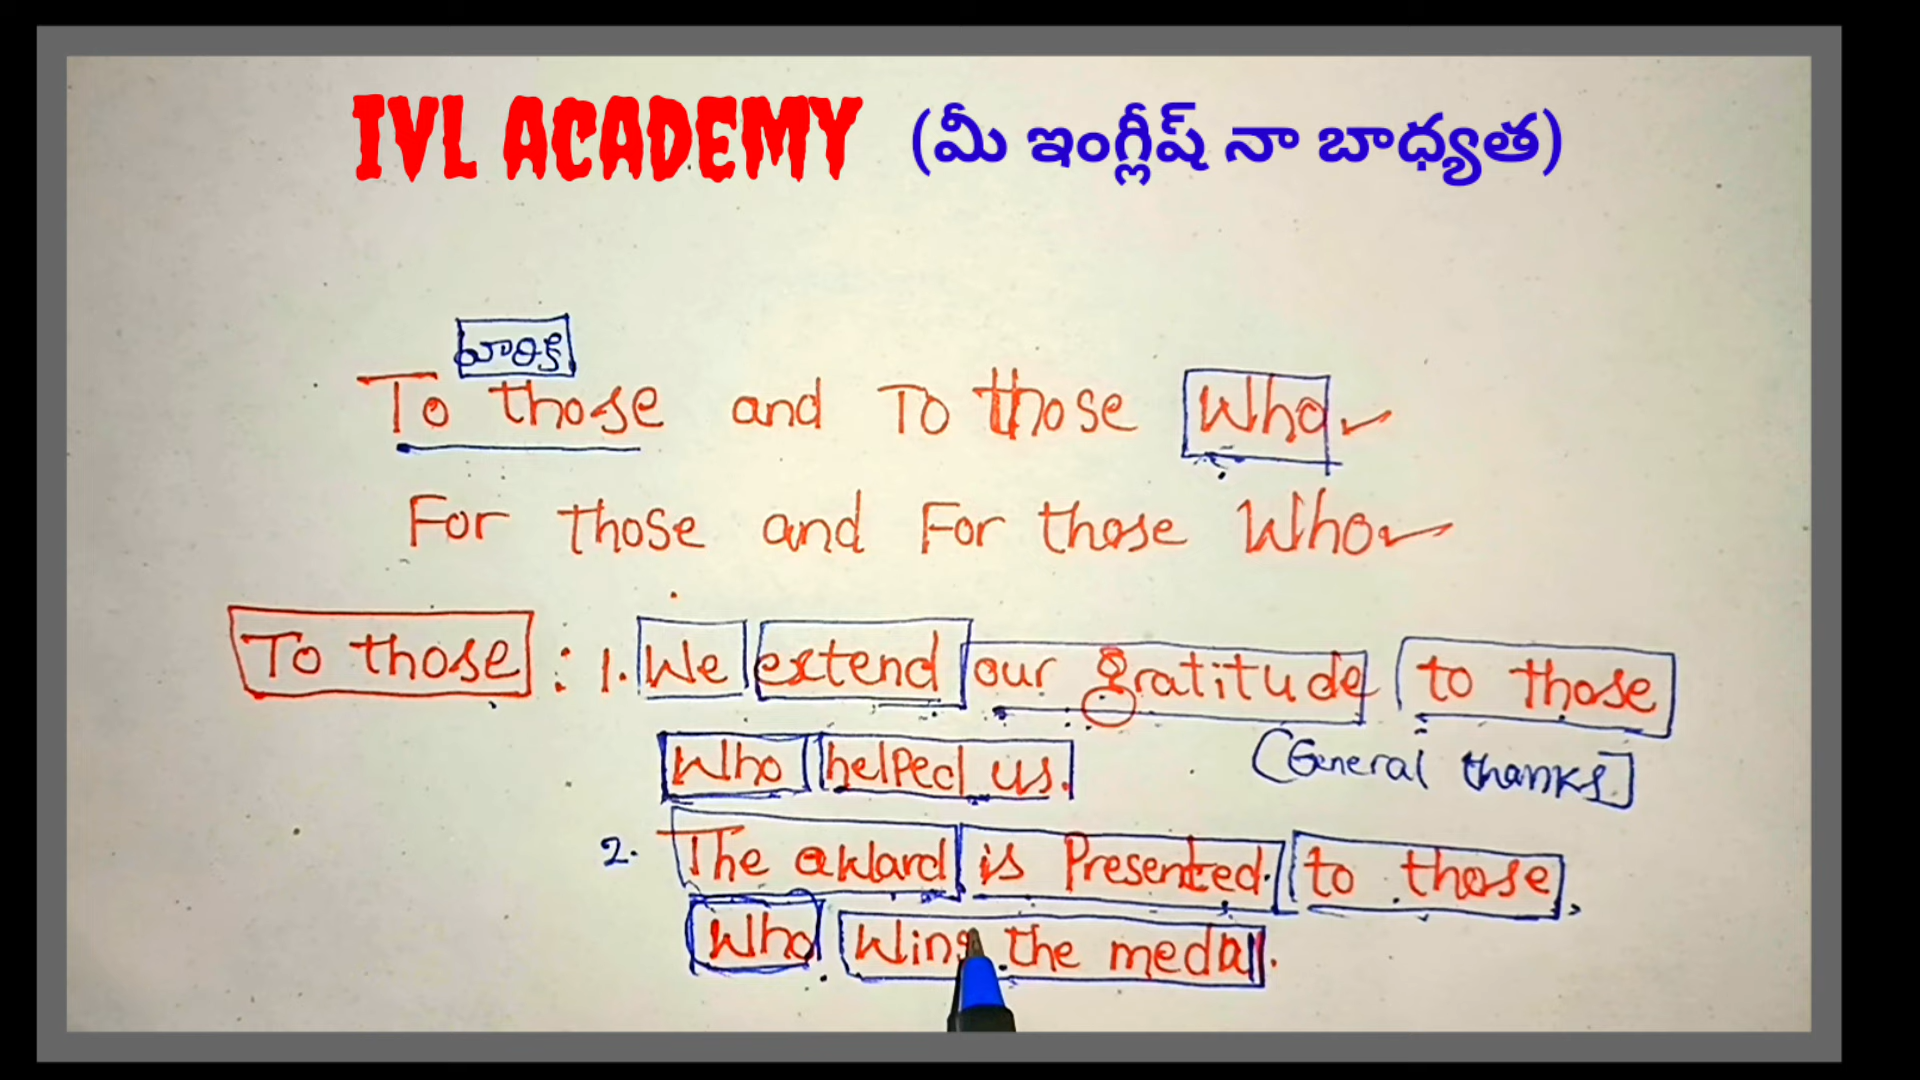 IVL ACADEMY (మీ ఇంగ్లీష్ నా బాధ్యత)
వారికి
To those and To those Who
For those and For those Who
To those : 1. We extend our gratitude to those
Who helped us. (General thanks]
2. The award is Presented to those,
Who wins the medal.